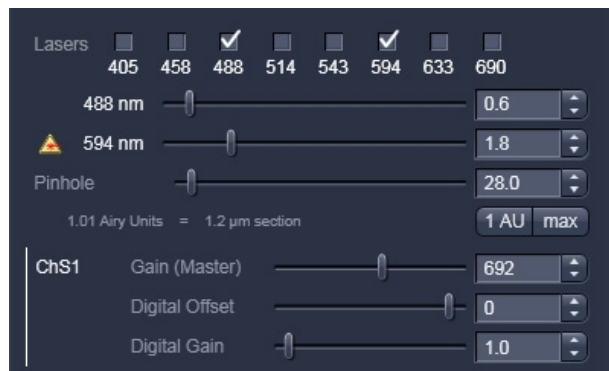 Lasers
405 458 488 514 543 594 633 690
488 nm 0.6
594 nm 1.8
Pinhole 28.0
1.01 Airy Units = 1.2 µm section 1 AU max
ChS1 Gain (Master) 692
Digital Offset 0
Digital Gain 1.0